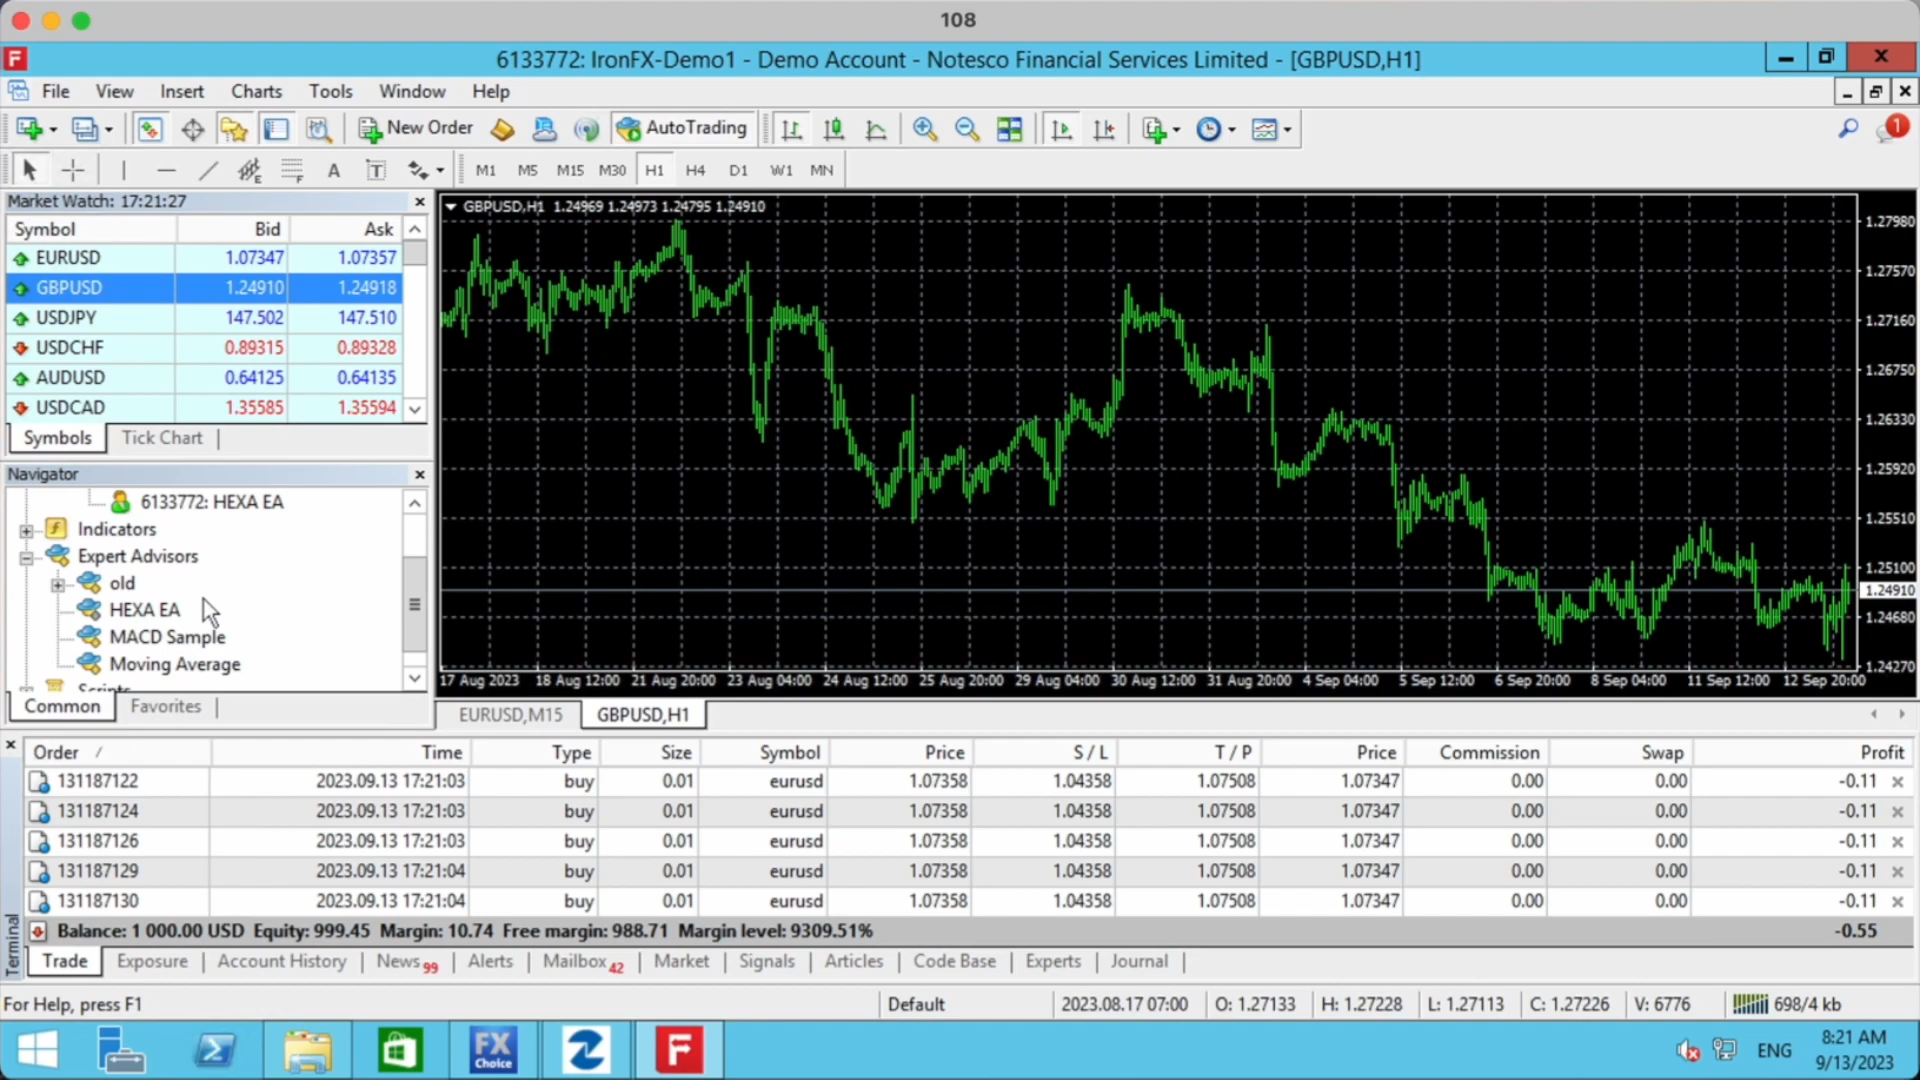 108
6133772: IronFX-Demo1 - Demo Account - Notesco Financial Services Limited - [GBPUSD,H1]
File View Insert Charts Tools Window Help
New Order AutoTrading 1
A T M1 M5 M15 M30 H1 H4 D1 W1 MN
Market Watch: 17:21:27
Symbol Bid Ask
EURUSD 1.07347 1.07357
GBPUSD 1.24910 1.24918
USDJPY 147.502 147.510
USDCHF 0.89315 0.89328
AUDUSD 0.64125 0.64135
USDCAD 1.35585 1.35594
Symbols Tick Chart
Navigator
6133772: HEXA EA
Indicators
Expert Advisors
old
HEXA EA
MACD Sample
Moving Average
Scripts
Common Favorites
GBPUSD,H1 1.24969 1.24973 1.24795 1.24910
1.27980
1.27570
1.27160
1.26750
1.26330
1.25920
1.25510
1.25100
1.24910
1.24680
1.24270
17 Aug 2023 18 Aug 12:00 21 Aug 20:00 23 Aug 04:00 24 Aug 12:00 25 Aug 20:00 29 Aug 04:00 30 Aug 12:00 31 Aug 20:00 4 Sep 04:00 5 Sep 12:00 6 Sep 20:00 8 Sep 04:00 11 Sep 12:00 12 Sep 20:00
EURUSD,M15 GBPUSD,H1
Order / Time Type Size Symbol Price S / L T / P Price Commission Swap Profit
131187122 2023.09.13 17:21:03 buy 0.01 eurusd 1.07358 1.04358 1.07508 1.07347 0.00 0.00 -0.11
131187124 2023.09.13 17:21:03 buy 0.01 eurusd 1.07358 1.04358 1.07508 1.07347 0.00 0.00 -0.11
131187126 2023.09.13 17:21:03 buy 0.01 eurusd 1.07358 1.04358 1.07508 1.07347 0.00 0.00 -0.11
131187129 2023.09.13 17:21:04 buy 0.01 eurusd 1.07358 1.04358 1.07508 1.07347 0.00 0.00 -0.11
131187130 2023.09.13 17:21:04 buy 0.01 eurusd 1.07358 1.04358 1.07508 1.07347 0.00 0.00 -0.11
Balance: 1 000.00 USD Equity: 999.45 Margin: 10.74 Free margin: 988.71 Margin level: 9309.51% -0.55
Terminal
Trade Exposure Account History News 99 Alerts Mailbox 42 Market Signals Articles Code Base Experts Journal
For Help, press F1 Default 2023.08.17 07:00 O: 1.27133 H: 1.27228 L: 1.27113 C: 1.27226 V: 6776 698/4 kb
FX Choice
F
ENG
8:21 AM
9/13/2023